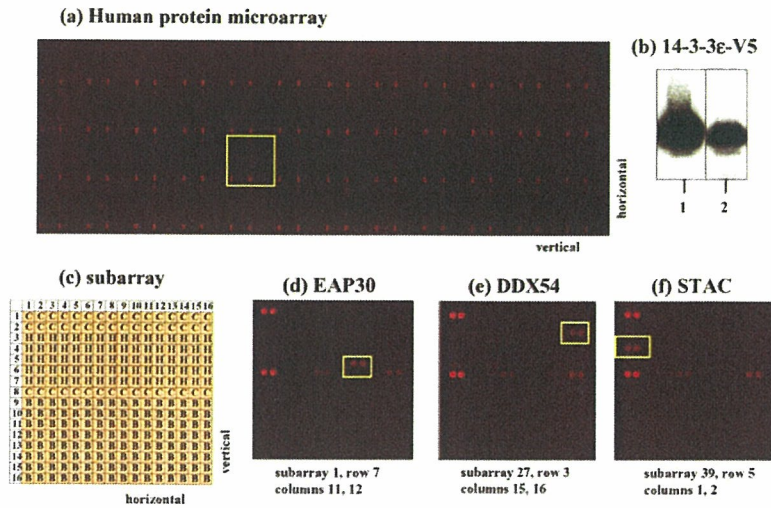 (a) Human protein microarray
horizontal
vertical
(b) 14-3-3ε-V5
1 2
(c) subarray
1 2 3 4 5 6 7 8 9 10 11 12 13 14 15 16
1 C C C C C C C C C C C C C C C C
2 C C C C C C C C C C C C C C C C
3 H H H H H H H H H H H H H H H H
4 H H H H H H H H H H H H H H H H
5 H H H H H H H H H H H H H H H H
6 H H H H H H H H H H H H H H H H
7 H H H H H H H H H H H H H H H H
8 C C C C C C C C C C C C C C C C
9 B B B B B B B B B B B B B B B B
10 B B B B B B B B B B B B B B B B
11 B B B B B B B B B B B B B B B B
12 B B B B B B B B B B B B B B B B
13 B B B B B B B B B B B B B B B B
14 B B B B B B B B B B B B B B B B
15 B B B B B B B B B B B B B B B B
16 B B B B B B B B B B B B B B B B
vertical
horizontal
(d) EAP30
subarray 1, row 7
columns 11, 12
(e) DDX54
subarray 27, row 3
columns 15, 16
(f) STAC
subarray 39, row 5
columns 1, 2